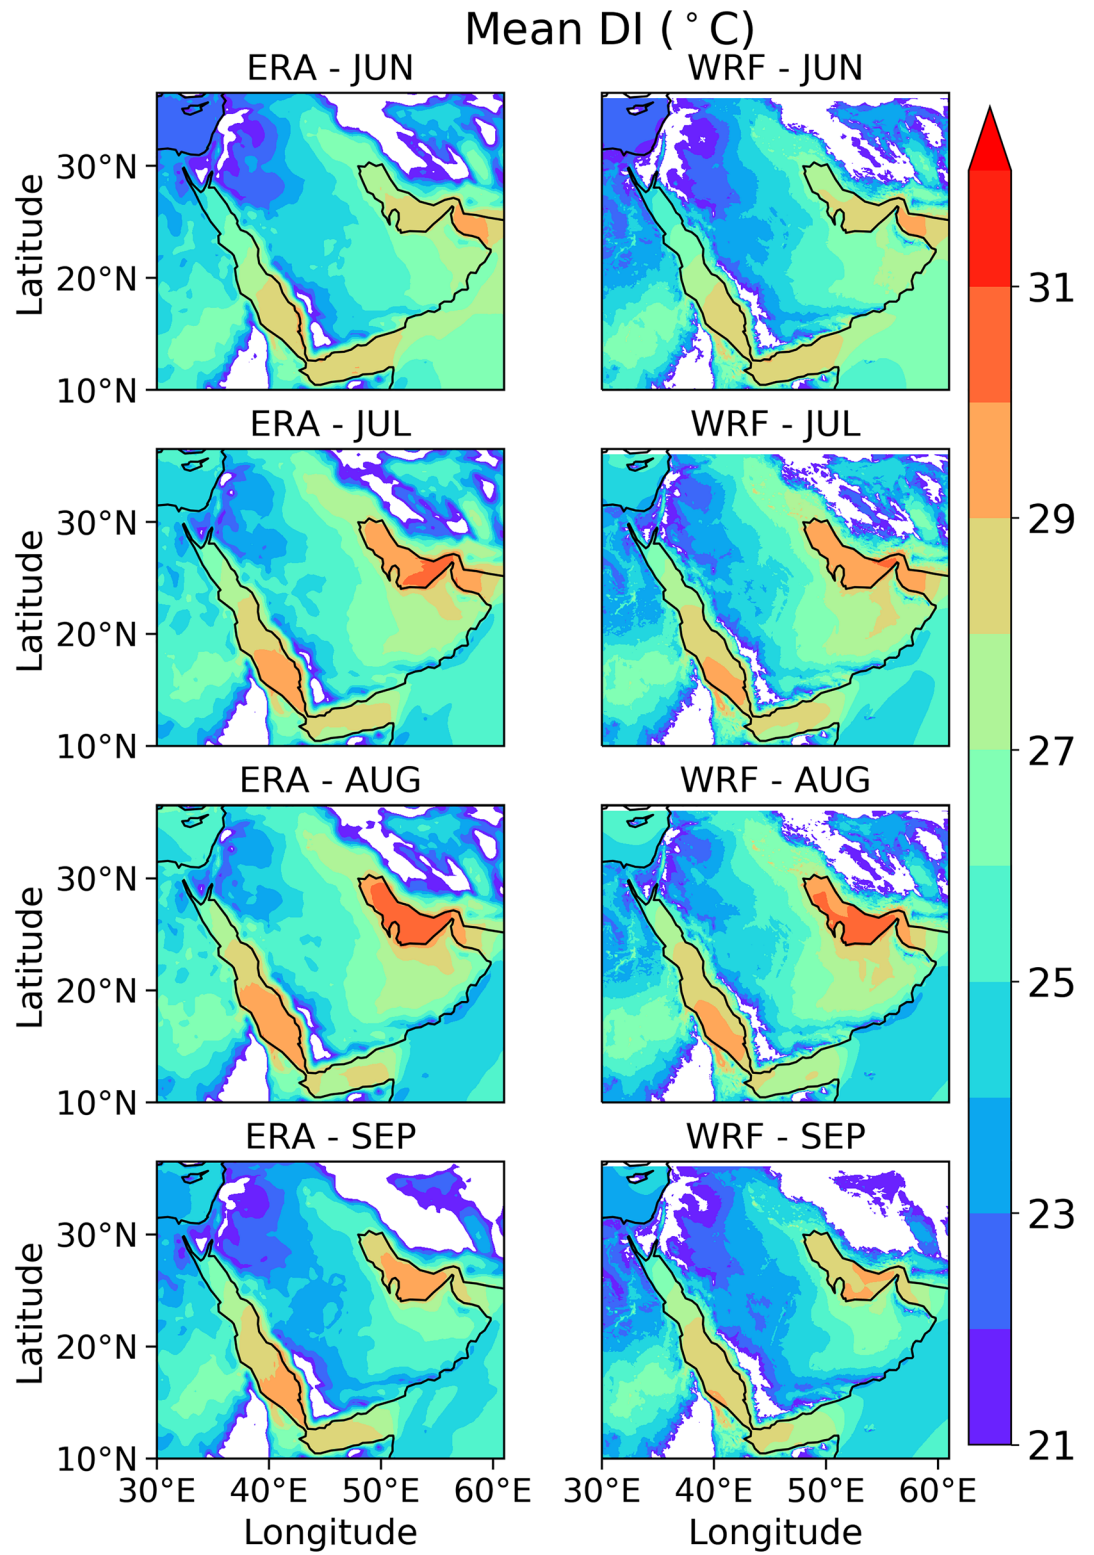 Mean DI (°C)
ERA - JUN
WRF - JUN
Latitude
30°N
20°N
10°N
ERA - JUL
WRF - JUL
Latitude
30°N
20°N
10°N
ERA - AUG
WRF - AUG
Latitude
30°N
20°N
10°N
ERA - SEP
WRF - SEP
Latitude
30°N
20°N
10°N
30°E 40°E 50°E 60°E
30°E 40°E 50°E 60°E
Longitude
Longitude
31
29
27
25
23
21